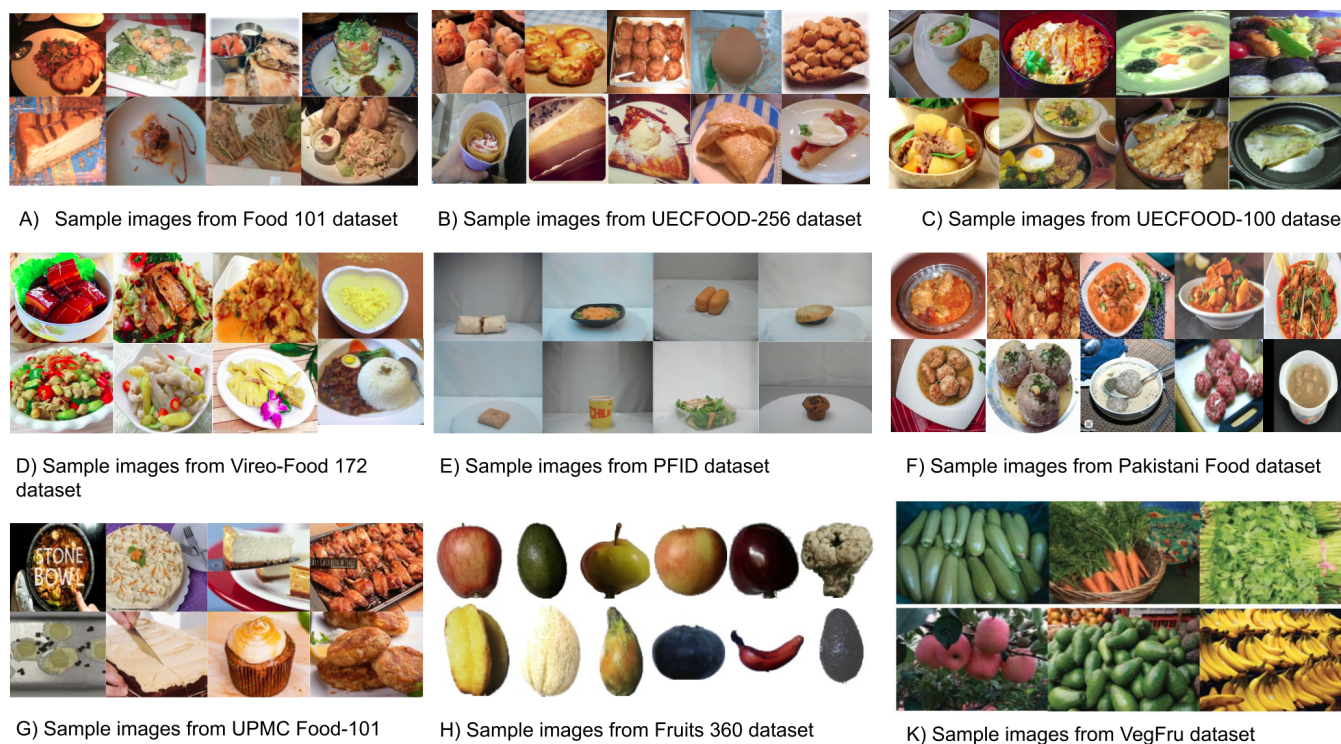 A) Sample images from Food 101 dataset
B) Sample images from UECFOOD-256 dataset
C) Sample images from UECFOOD-100 datase
CHILI
D) Sample images from Vireo-Food 172
dataset
E) Sample images from PFID dataset
F) Sample images from Pakistani Food dataset
STONE
BOWL
G) Sample images from UPMC Food-101
H) Sample images from Fruits 360 dataset
K) Sample images from VegFru dataset